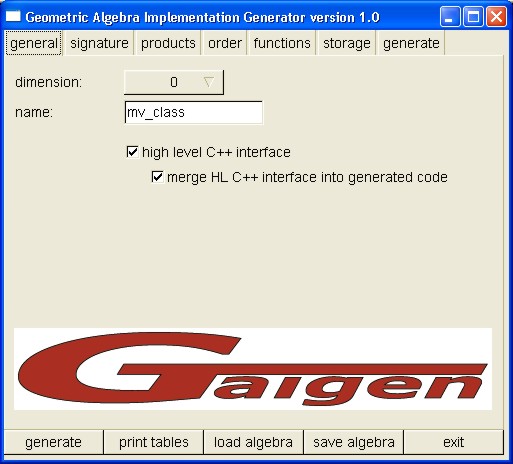 Geometric Algebra Implementation Generator version 1.0
general signature products order functions storage generate
dimension: 0
name: mv_class
high level C++ interface
merge HL C++ interface into generated code
Gaigen
generate print tables load algebra save algebra exit